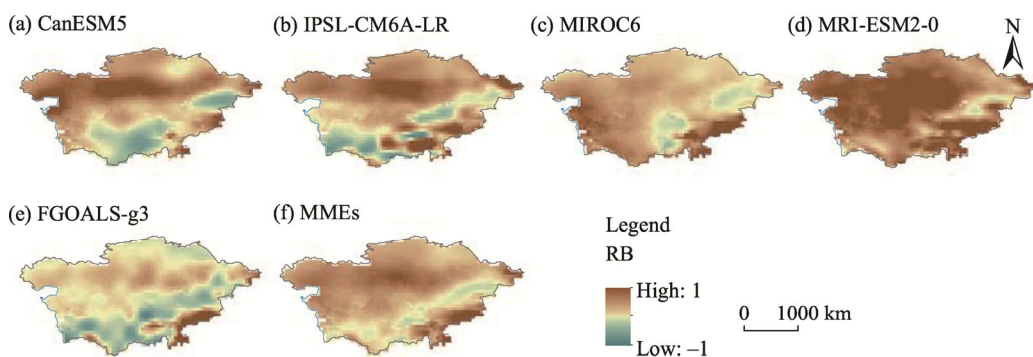 (a) CanESM5
(b) IPSL-CM6A-LR
(c) MIROC6
(d) MRI-ESM2-0
N
(e) FGOALS-g3
(f) MMEs
Legend
RB
High: 1
Low: –1
0
1000 km